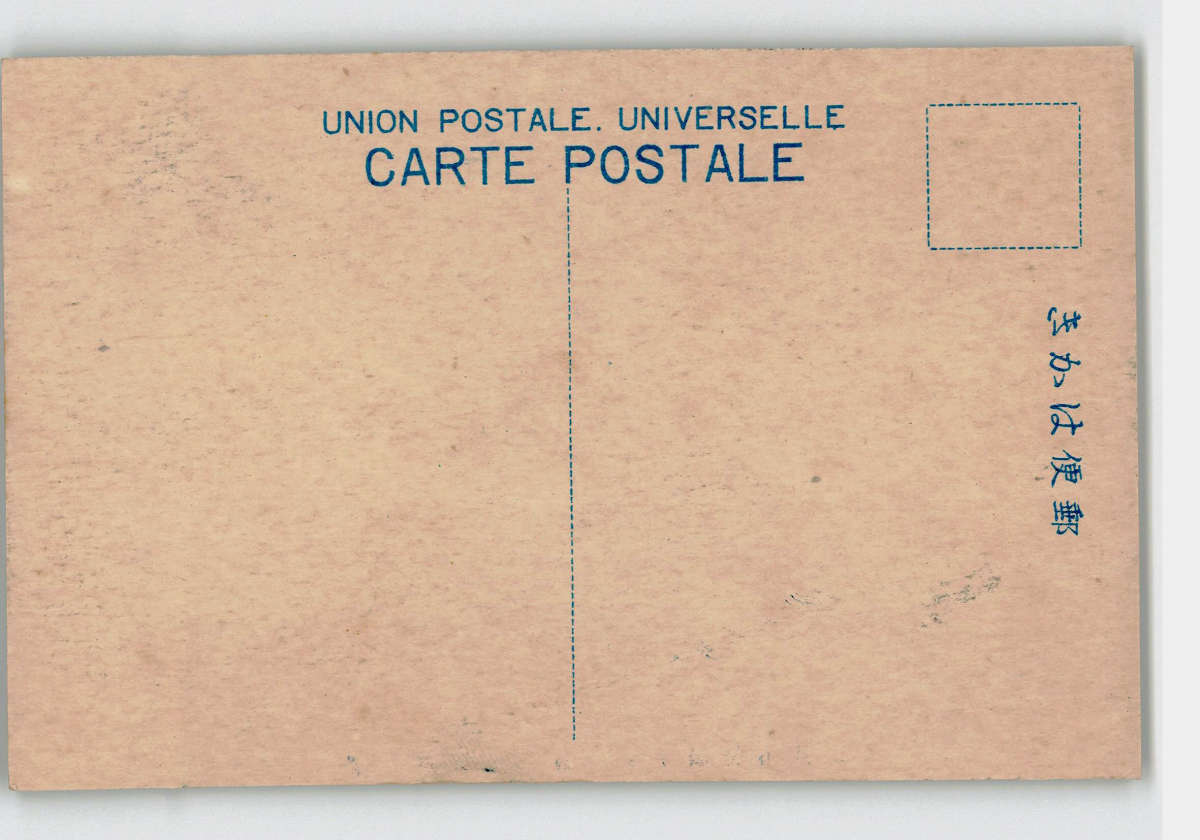 UNION POSTALE. UNIVERSELLE
CARTE POSTALE
郵便はかき